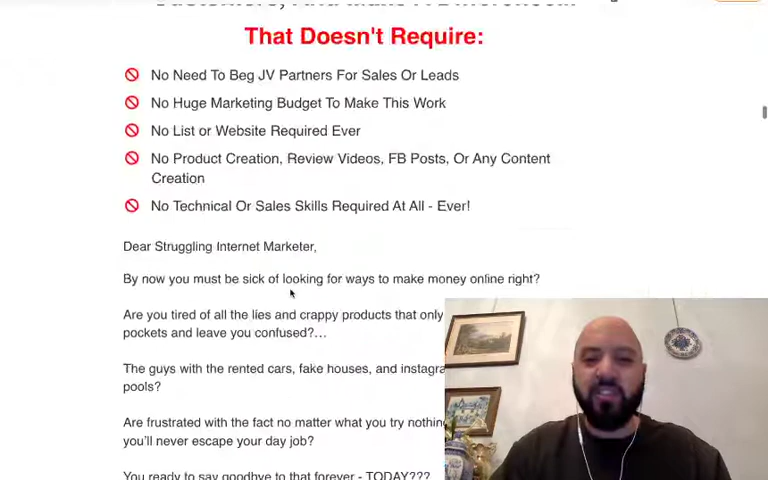 That Doesn't Require:
No Need To Beg JV Partners For Sales Or Leads
No Huge Marketing Budget To Make This Work
No List or Website Required Ever
No Product Creation, Review Videos, FB Posts, Or Any Content
Creation
No Technical Or Sales Skills Required At All - Ever!
Dear Struggling Internet Marketer,
By now you must be sick of looking for ways to make money online right?
Are you tired of all the lies and crappy products that only
pockets and leave you confused?...
The guys with the rented cars, fake houses, and
pools?
Are frustrated with the fact no matter what you try
you'll never escape your day job?
You ready to say goodbye to that forever - TODAY???